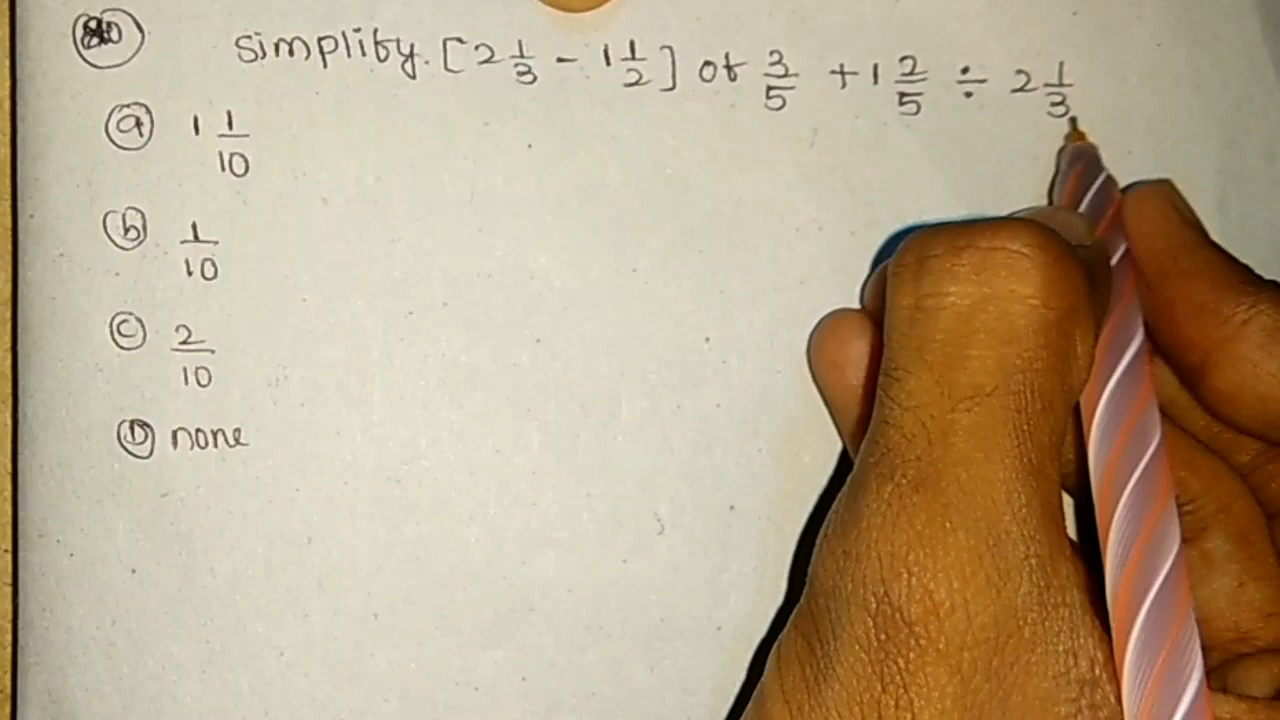 80 simplify. [2 1/3 - 1 1/2] of 3/5 + 1 2/5 ÷ 2 1/3
(a) 1 1/10
(b) 1/10
(c) 2/10
(D) none